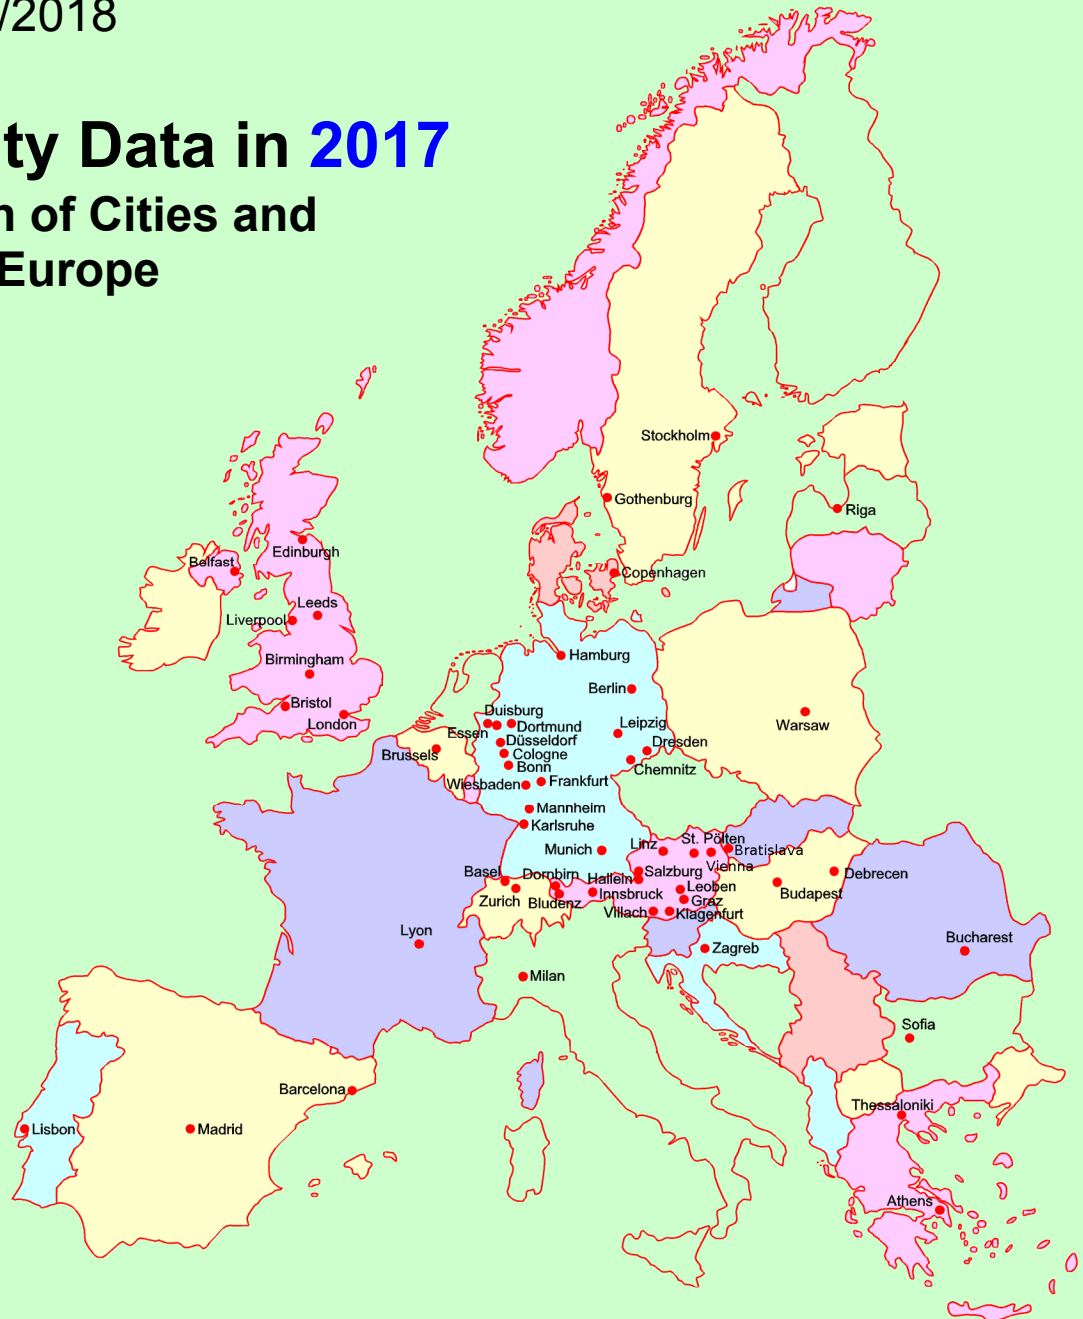 /2018
ty Data in 2017
n of Cities and
Europe
Stockholm
Gothenburg
Riga
Edinburgh
Belfast
Copenhagen
Leeds
Liverpool
Birmingham
Hamburg
Berlin
Bristol
London
Duisburg
Leipzig
Warsaw
Essen
Dortmund
Düsseldorf
Dresden
Brussels
Cologne
Bonn
Chemnitz
Wiesbaden
Frankfurt
Mannheim
Karlsruhe
Munich
Linz
St. Pölten
Bratislava
Vienna
Basel
Dornbirn
Hallein
Salzburg
Debrecen
Zurich
Bludenz
Innsbruck
Leoben
Budapest
Graz
Villach
Klagenfurt
Lyon
Zagreb
Bucharest
Milan
Sofia
Barcelona
Thessaloniki
Lisbon
Madrid
Athens